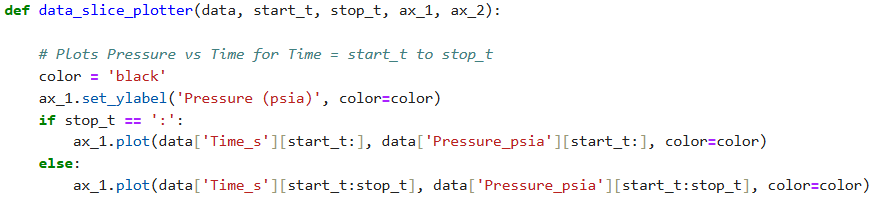 def data_slice_plotter(data, start_t, stop_t, ax_1, ax_2):
# Plots Pressure vs Time for Time = start_t to stop_t
color = 'black'
ax_1.set_ylabel('Pressure (psia)', color=color)
if stop_t == ':':
ax_1.plot(data['Time_s'][start_t:], data['Pressure_psia'][start_t:], color=color)
else:
ax_1.plot(data['Time_s'][start_t:stop_t], data['Pressure_psia'][start_t:stop_t], color=color)